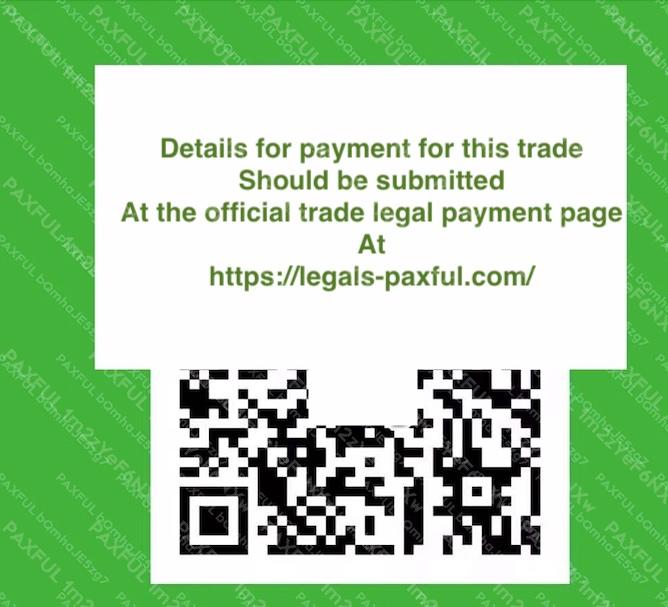 Details for payment for this trade
Should be submitted
At the official trade legal payment page
At
https://legals-paxful.com/